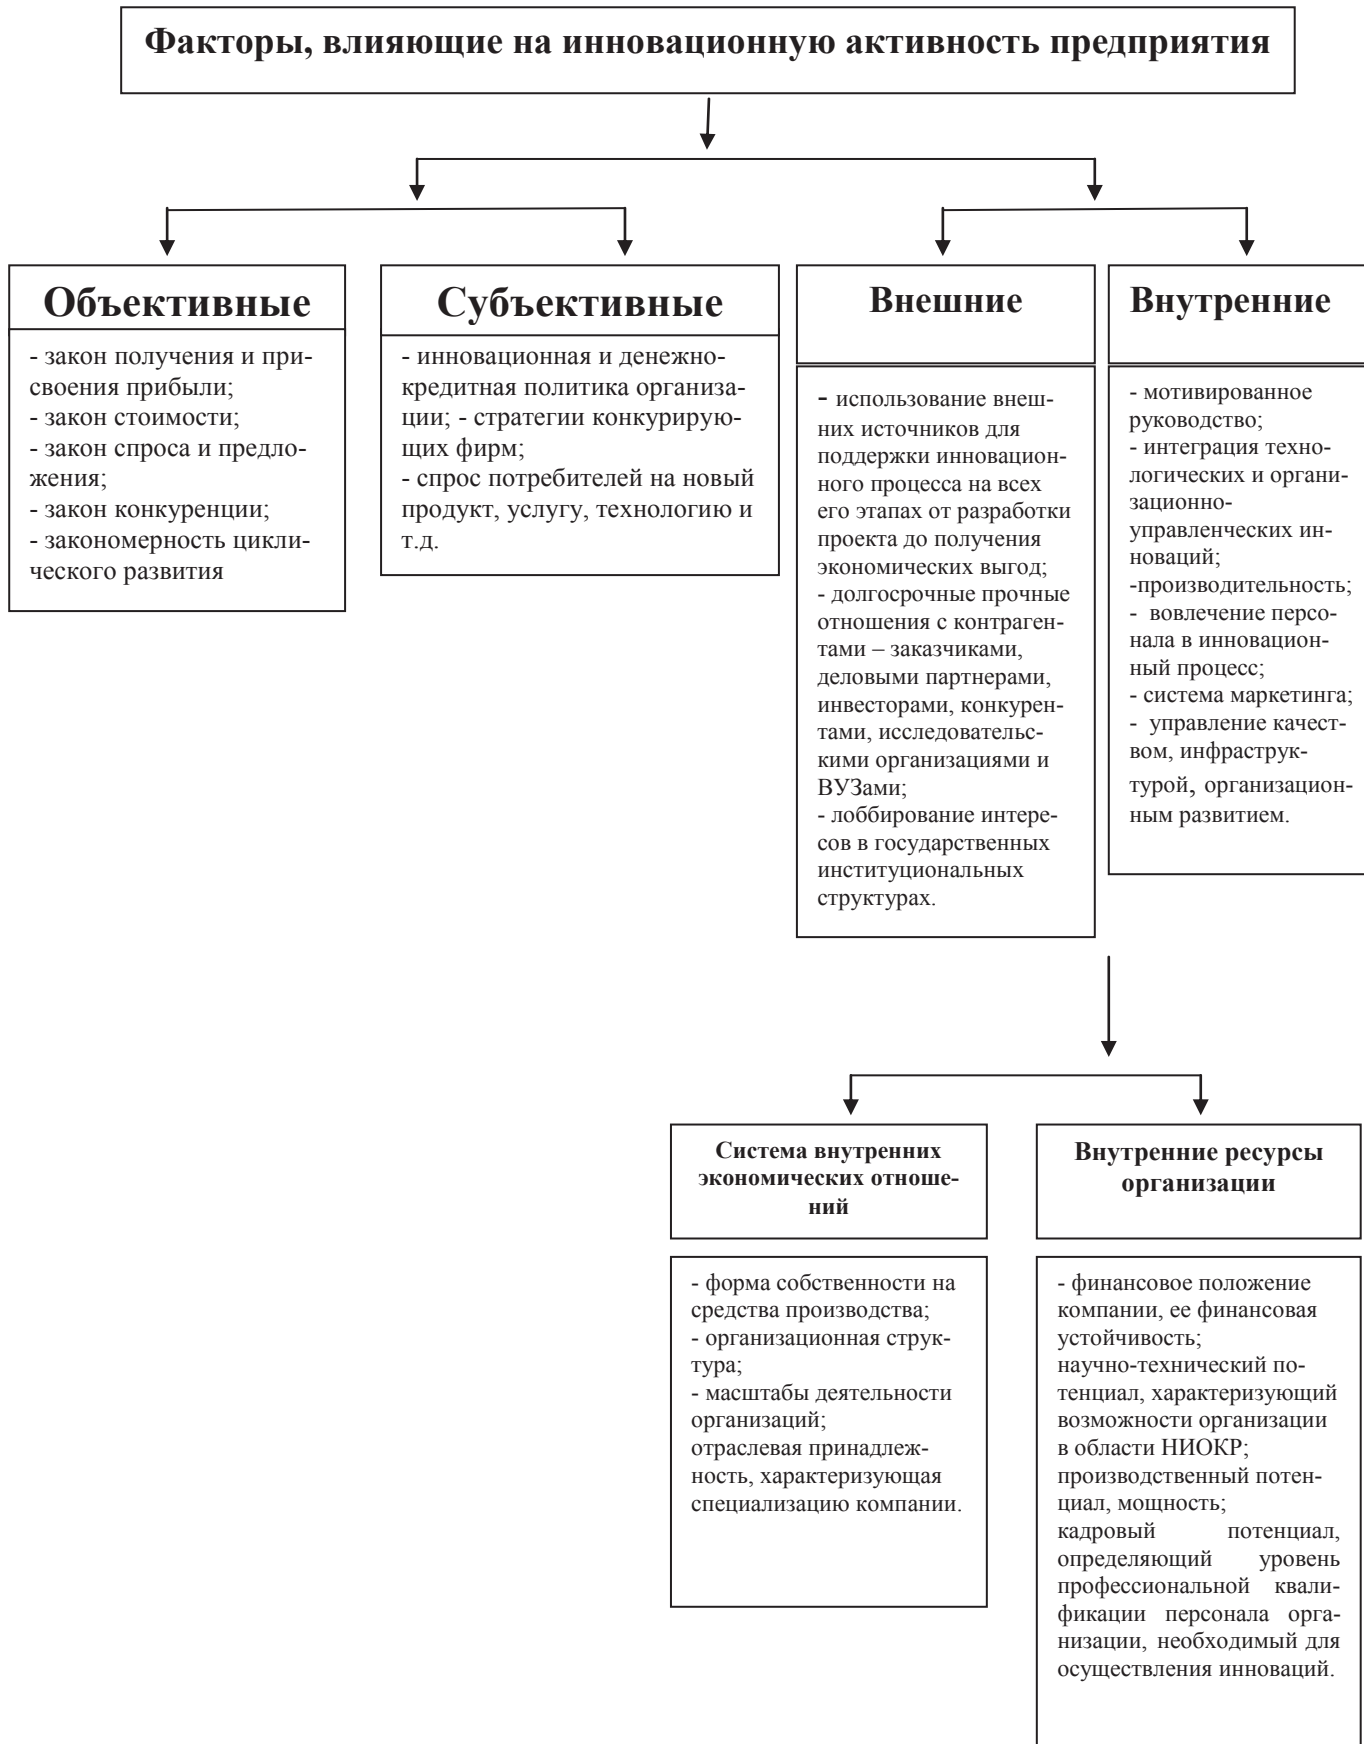 Факторы, влияющие на инновационную активность предприятия
Объективные
- закон получения и при-
своения прибыли;
- закон стоимости;
- закон спроса и предло-
жения;
- закон конкуренции;
- закономерность цикли-
ческого развития
Субъективные
- инновационная и денежно-
кредитная политика организа-
ции; - стратегии конкурирую-
щих фирм;
- спрос потребителей на новый
продукт, услугу, технологию и
т.д.
Внешние
- использование внеш-
них источников для
поддержки инновацион-
ного процесса на всех
его этапах от разработки
проекта до получения
экономических выгод;
- долгосрочные прочные
отношения с контраген-
тами – заказчиками,
деловыми партнерами,
инвесторами, конкурен-
тами, исследовательс-
кими организациями и
ВУЗами;
- лоббирование интере-
сов в государственных
институциональных
структурах.
Внутренние
- мотивированное
руководство;
- интеграция техно-
логических и органи-
зационно-
управленческих ин-
новаций;
-производительность;
- вовлечение персо-
нала в инновацион-
ный процесс;
- система маркетинга;
- управление качест-
вом, инфраструк-
турой, организацион-
ным развитием.
Система внутренних
экономических отноше-
ний
- форма собственности на
средства производства;
- организационная струк-
тура;
- масштабы деятельности
организаций;
отраслевая принадлеж-
ность, характеризующая
специализацию компании.
Внутренние ресурсы
организации
- финансовое положение
компании, ее финансовая
устойчивость;
научно-технический по-
тенциал, характеризующий
возможности организации
в области НИОКР;
производственный потен-
циал, мощность;
кадровый потенциал,
определяющий уровень
профессиональной квали-
фикации персонала орга-
низации, необходимый для
осуществления инноваций.